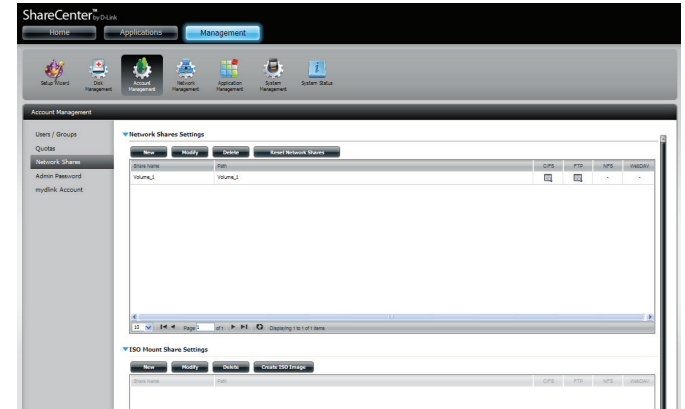 ShareCenter™ by D-Link
Home Applications Management
Setup Wizard Disk Management Account Management Network Management Application Management System Management System Status
Account Management
Users / Groups
Quotas
Network Shares
Admin Password
mydlink Account
Network Shares Settings
New Modify Delete Reset Network Shares
Share Name Path CIFS FTP NFS WebDAV
Volume_1 Volume_1 - -
10 Page 1 of 1 Displaying 1 to 1 of 1 items
ISO Mount Share Settings
New Modify Delete Create ISO Image
Share Name Path CIFS FTP NFS WebDAV